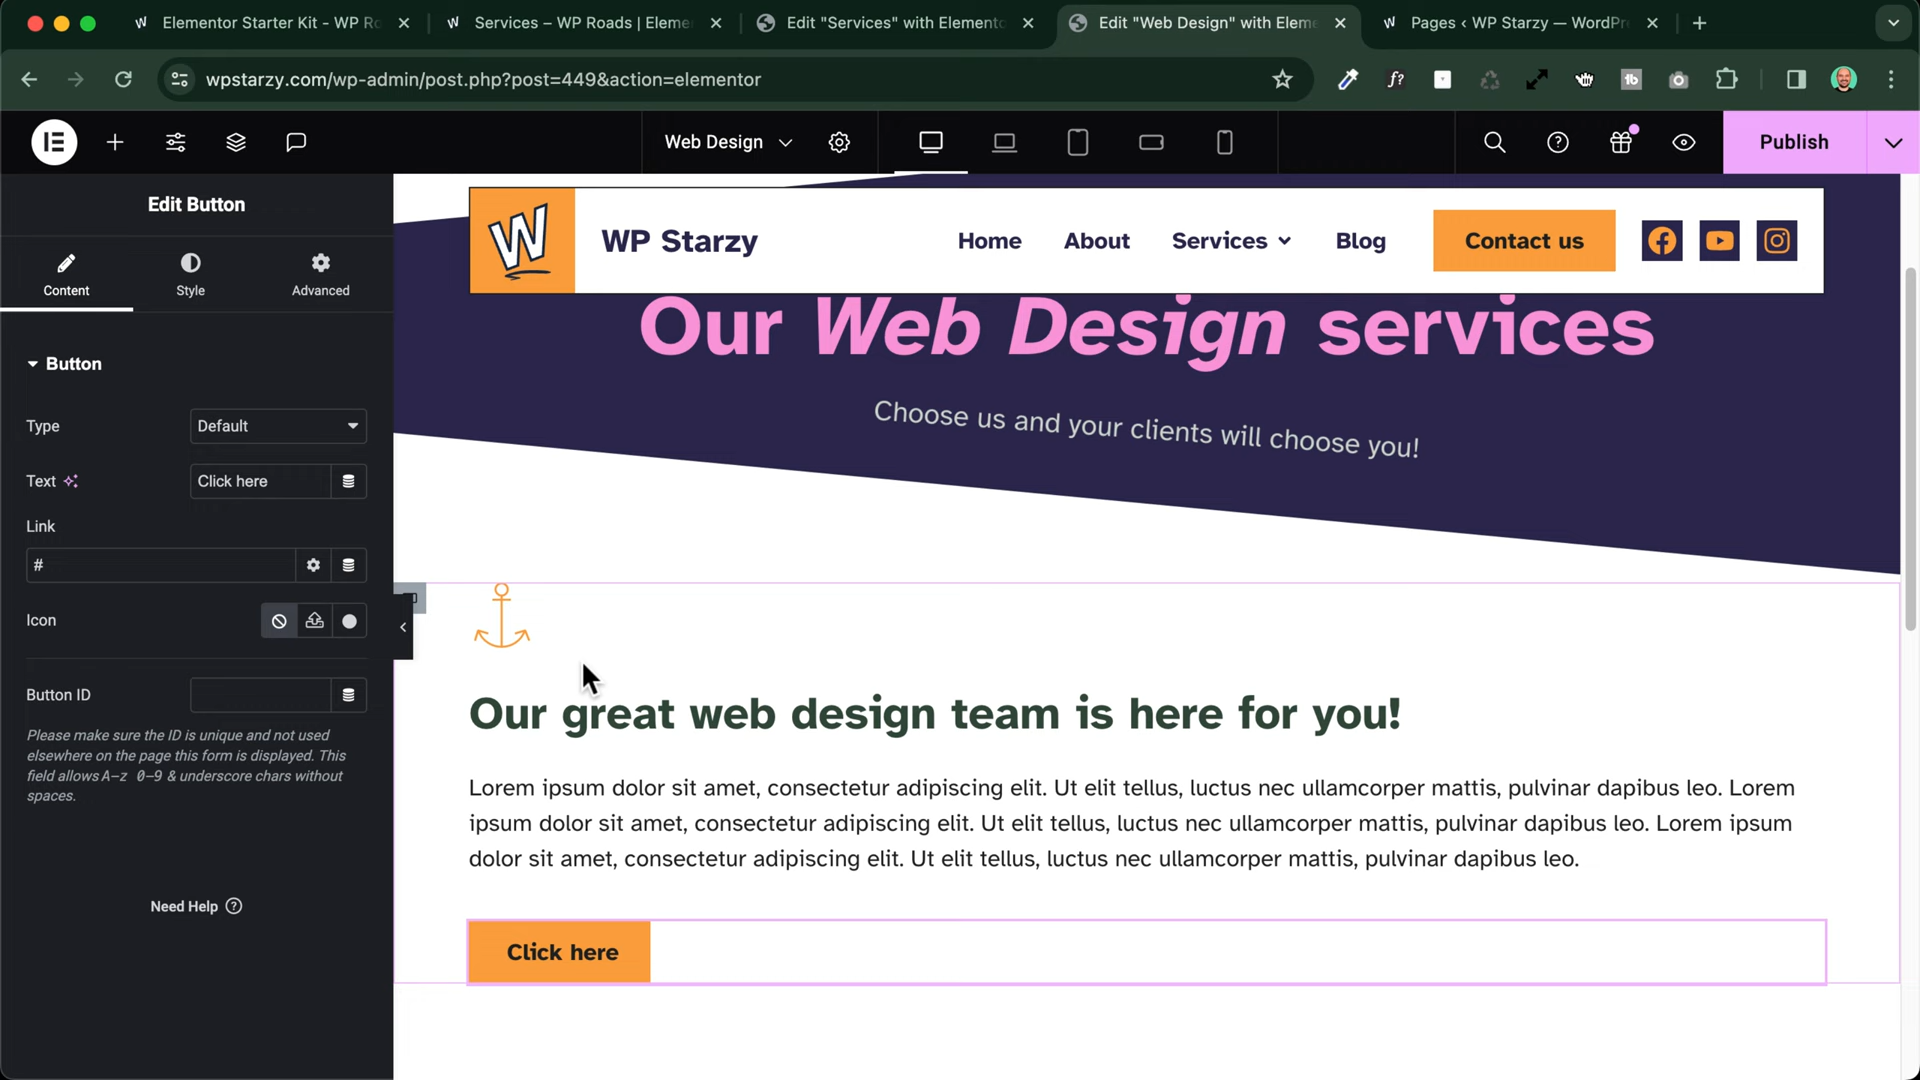 Elementor Starter Kit - WP Ro
Services – WP Roads | Eleme
Edit "Services" with Elemento
Edit "Web Design" with Eleme
Pages ‹ WP Starzy — WordPr
wpstarzy.com/wp-admin/post.php?post=449&action=elementor
f?
tb
Web Design
Publish
Edit Button
Content
Style
Advanced
Button
Type
Default
Text
Click here
Link
#
Icon
Button ID
Please make sure the ID is unique and not used
elsewhere on the page this form is displayed. This
field allows A-z 0-9 & underscore chars without
spaces.
Need Help
W
WP Starzy
Home
About
Services
Blog
Contact us
Our Web Design services
Choose us and your clients will choose you!
Our great web design team is here for you!
Lorem ipsum dolor sit amet, consectetur adipiscing elit. Ut elit tellus, luctus nec ullamcorper mattis, pulvinar dapibus leo. Lorem
ipsum dolor sit amet, consectetur adipiscing elit. Ut elit tellus, luctus nec ullamcorper mattis, pulvinar dapibus leo. Lorem ipsum
dolor sit amet, consectetur adipiscing elit. Ut elit tellus, luctus nec ullamcorper mattis, pulvinar dapibus leo.
Click here